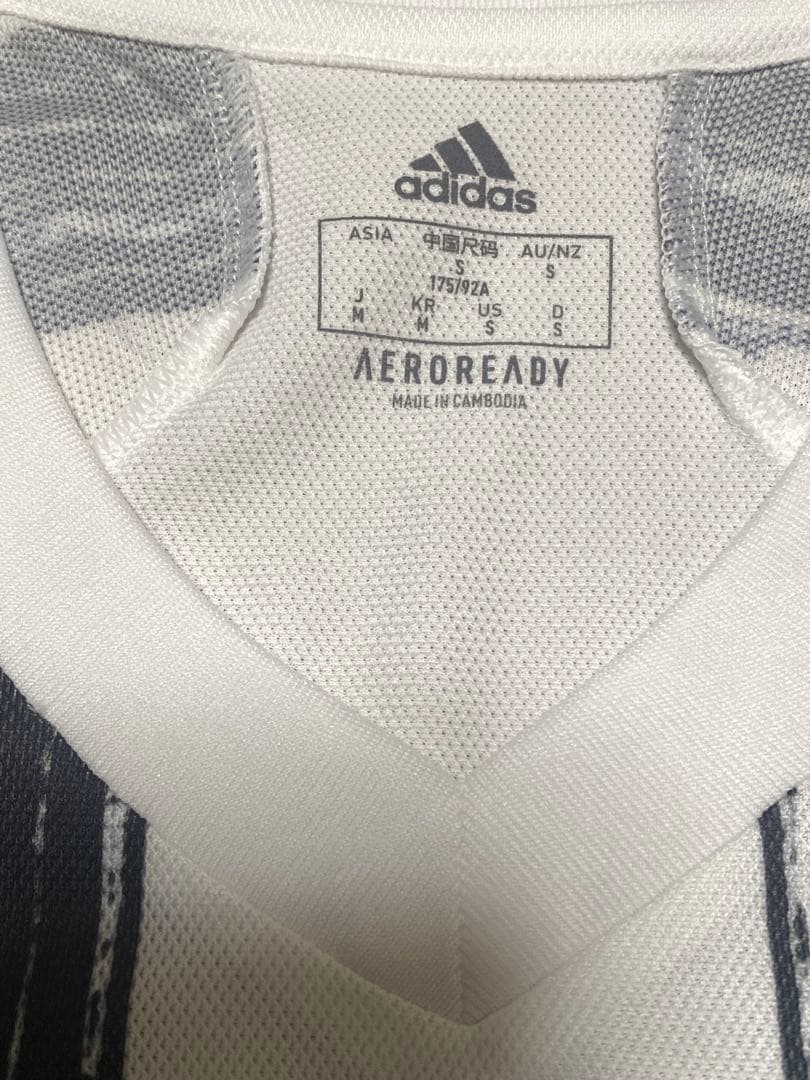 adidas
ASIA 中国尺码 AU/NZ
S S
175/92A
J KR US D
M M S S
AEROREADY
MADE IN CAMBODIA